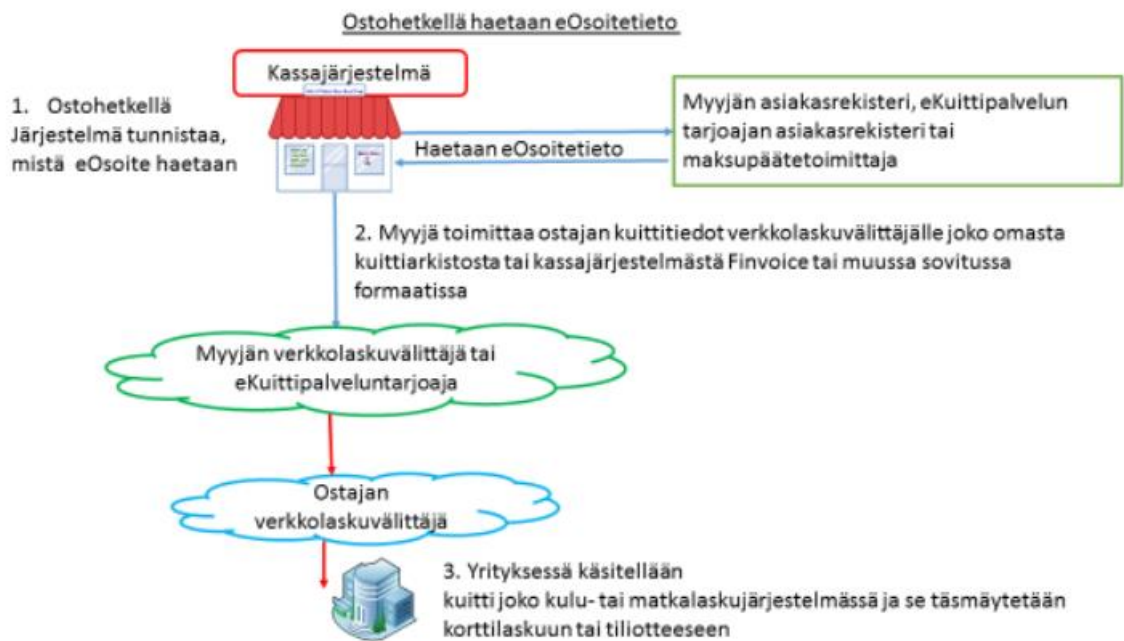 Ostohetkellä haetaan eOsoitetieto
Kassajärjestelmä
1. Ostohetkellä
Järjestelmä tunnistaa,
mistä eOsoite haetaan
Haetaan eOsoitetieto
Myyjän asiakasrekisteri, eKuittipalvelun
tarjoajan asiakasrekisteri tai
maksupäätetoimittaja
2. Myyjä toimittaa ostajan kuittitiedot verkkolaskuvälittäjälle joko omasta
kuittiarkistosta tai kassajärjestelmästä Finvoice tai muussa sovitussa
formaatissa
Myyjän verkkolaskuvälittäjä tai
eKuittipalveluntarjoaja
Ostajan
verkkolaskuvälittäjä
3. Yrityksessä käsitellään
kuitti joko kulu- tai matkalaskujärjestelmässä ja se täsmäytetään
korttilaskuun tai tiliotteeseen